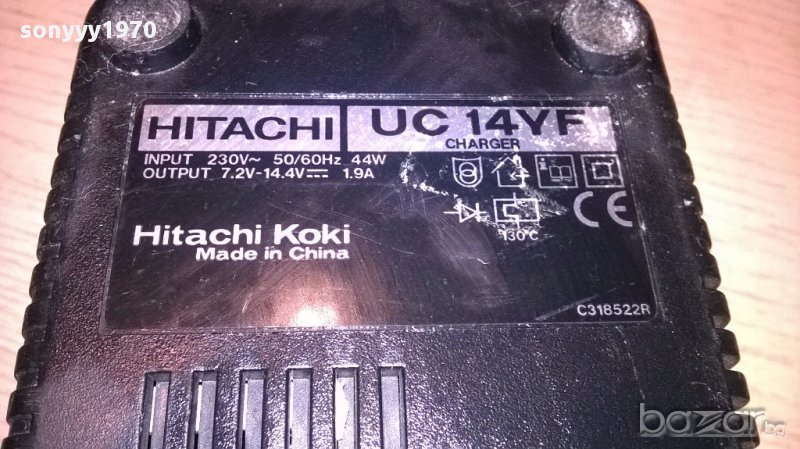 sonyyy1970
HITACHI
UC 14YF
CHARGER
INPUT 230V~ 50/60Hz 44W
OUTPUT 7.2V-14.4V⎓ 1.9A
130°C
CE
Hitachi Koki
Made in China
C318522R
bazar.bg